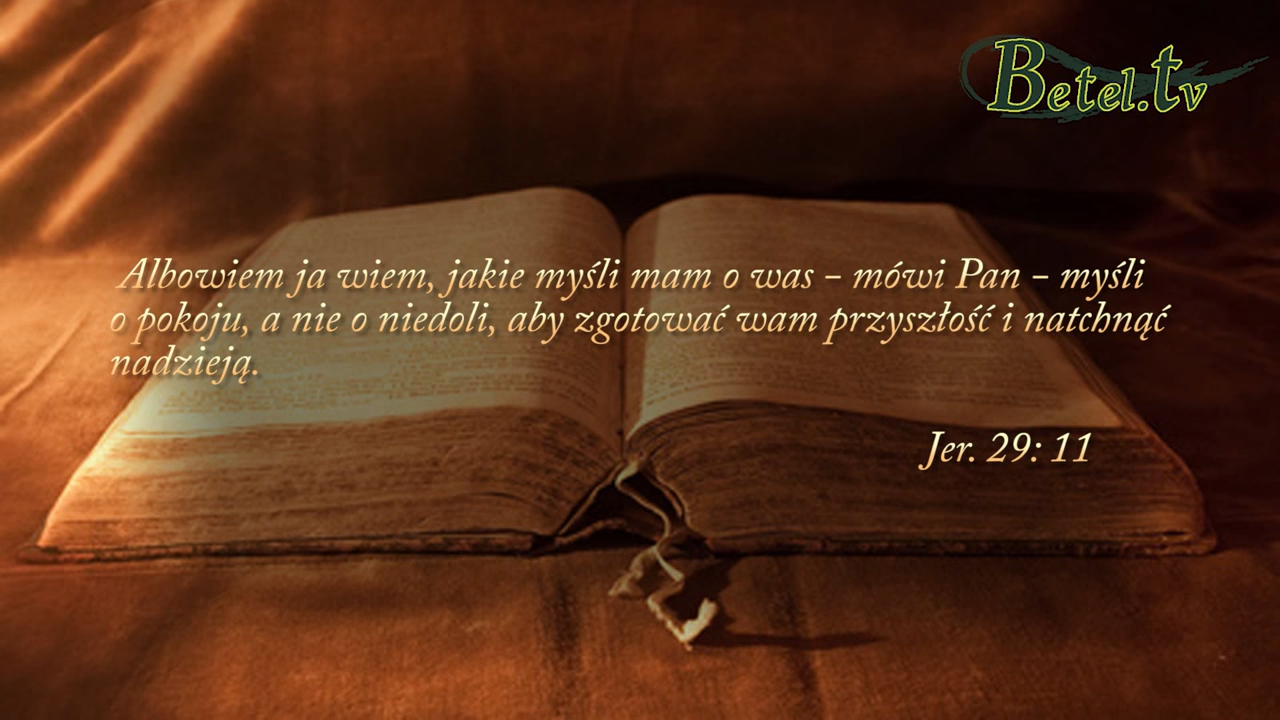 Betel.tv
Albowiem ja wiem, jakie myśli mam o was – mówi Pan – myśli
o pokoju, a nie o niedoli, aby zgotować wam przyszłość i natchnąć
nadzieją.
Jer. 29: 11